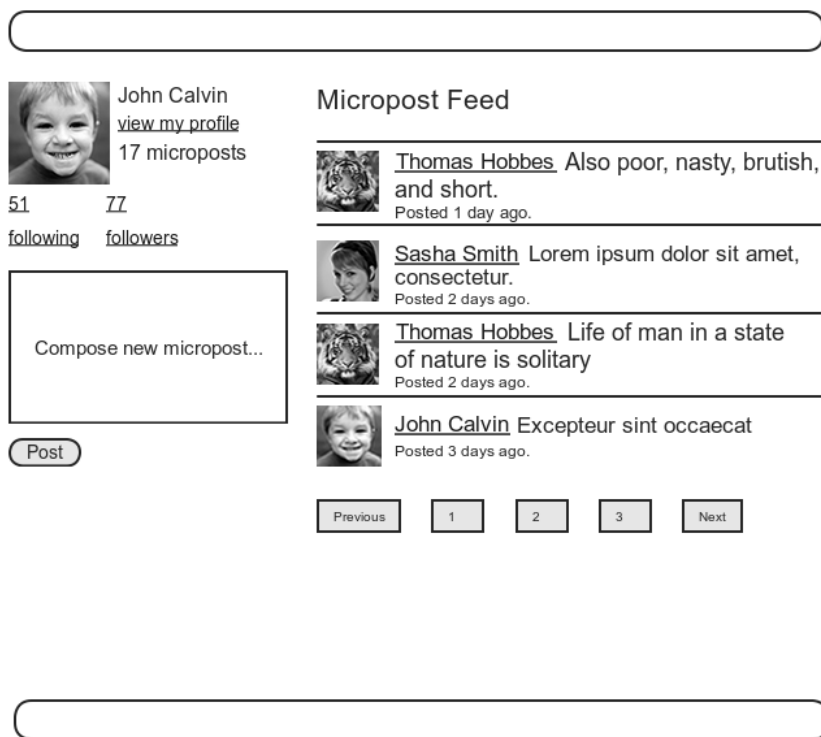 John Calvin
view my profile
17 microposts
51 77
following followers
Compose new micropost...
Post
Micropost Feed
Thomas Hobbes Also poor, nasty, brutish,
and short.
Posted 1 day ago.
Sasha Smith Lorem ipsum dolor sit amet,
consectetur.
Posted 2 days ago.
Thomas Hobbes Life of man in a state
of nature is solitary
Posted 2 days ago.
John Calvin Excepteur sint occaecat
Posted 3 days ago.
Previous 1 2 3 Next